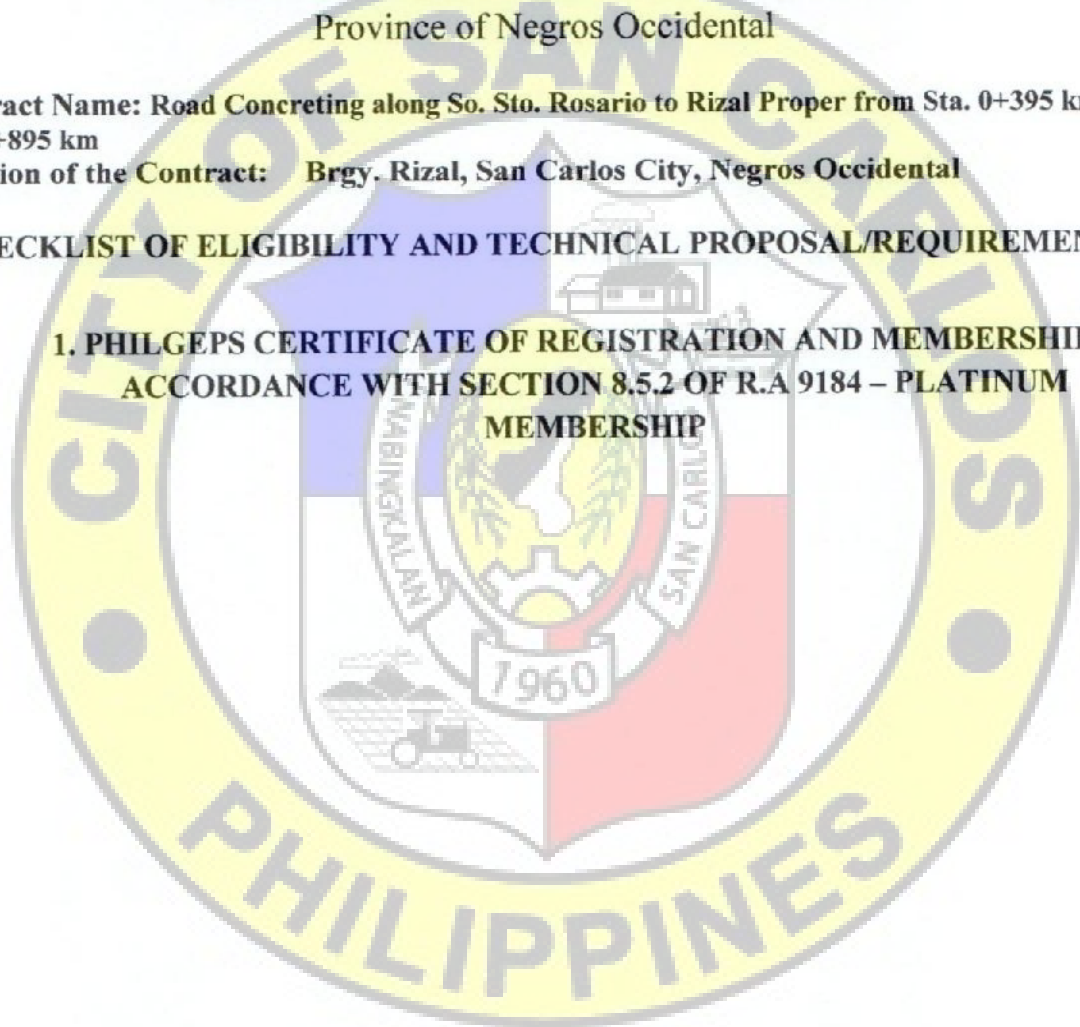 Province of Negros Occidental
ract Name: Road Concreting along So. Sto. Rosario to Rizal Proper from Sta. 0+395 k
+895 km
ion of the Contract: Brgy. Rizal, San Carlos City, Negros Occidental
ECKLIST OF ELIGIBILITY AND TECHNICAL PROPOSAL/REQUIREMEN
1. PHILGEPS CERTIFICATE OF REGISTRATION AND MEMBERSHI
ACCORDANCE WITH SECTION 8.5.2 OF R.A 9184 – PLATINUM
MEMBERSHIP
CITY OF SAN CARLOS
NABINGKALAN
SAN CARLOS
1960
PHILIPPINES